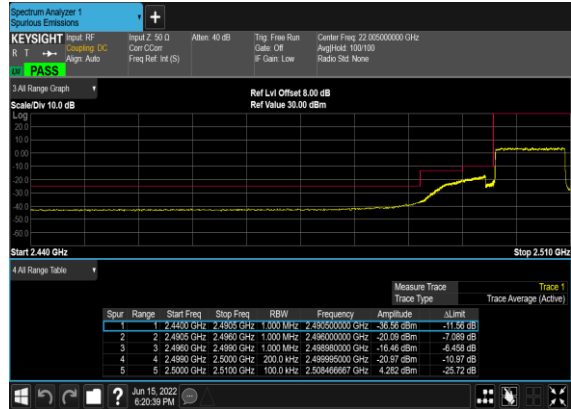 Spectrum Analyzer 1
Spurious Emissions
KEYSIGHT Input: RF Input Z: 50 Ω Atten: 40 dB Trig: Free Run Center Freq: 22.005000000 GHz
R T Coupling: DC Corr CCorr Gate: Off Avg|Hold: 100/100
Align: Auto Freq Ref: Int (S) IF Gain: Low Radio Std: None
PASS
3 All Range Graph
Ref Lvl Offset 8.00 dB
Scale/Div 10.0 dB Ref Value 30.00 dBm
Log
20.0
10.0
0.00
-10.0
-20.0
-30.0
-40.0
-50.0
-60.0
Start 2.440 GHz Stop 2.510 GHz
4 All Range Table
Measure Trace Trace 1
Trace Type Trace Average (Active)
Spur Range Start Freq Stop Freq RBW Frequency Amplitude ΔLimit
1 1 2.4400 GHz 2.4905 GHz 1.000 MHz 2.490500000 GHz -36.56 dBm -11.56 dB
2 2 2.4905 GHz 2.4960 GHz 1.000 MHz 2.496000000 GHz -20.09 dBm -7.089 dB
3 3 2.4960 GHz 2.4990 GHz 1.000 MHz 2.498980000 GHz -16.46 dBm -6.458 dB
4 4 2.4990 GHz 2.5000 GHz 200.0 kHz 2.499995000 GHz -20.97 dBm -10.97 dB
5 5 2.5000 GHz 2.5100 GHz 100.0 kHz 2.508466667 GHz 4.282 dBm -25.72 dB
? Jun 15, 2022
6:20:39 PM